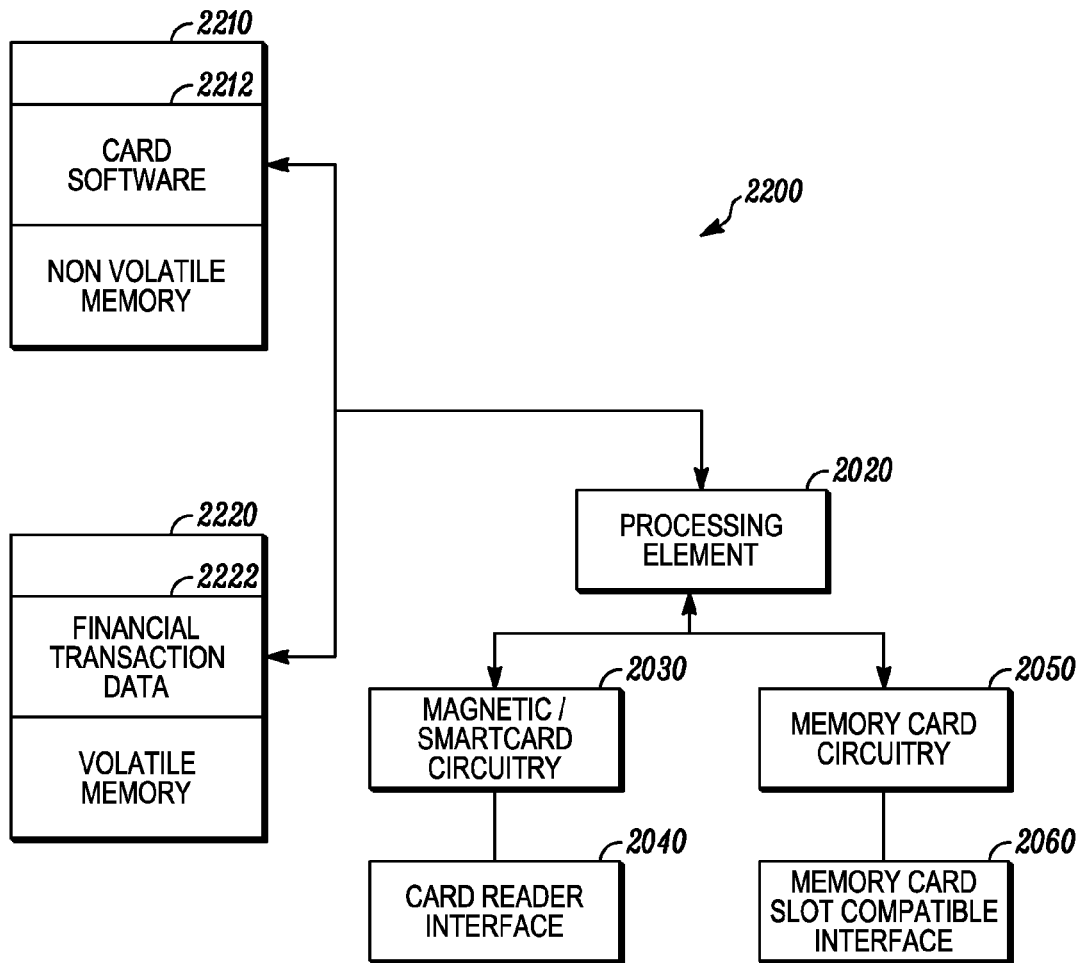 2210
2212
CARD
SOFTWARE
NON VOLATILE
MEMORY
2200
2220
2222
FINANCIAL
TRANSACTION
DATA
VOLATILE
MEMORY
2020
PROCESSING
ELEMENT
2030
MAGNETIC /
SMARTCARD
CIRCUITRY
2050
MEMORY CARD
CIRCUITRY
2040
CARD READER
INTERFACE
2060
MEMORY CARD
SLOT COMPATIBLE
INTERFACE